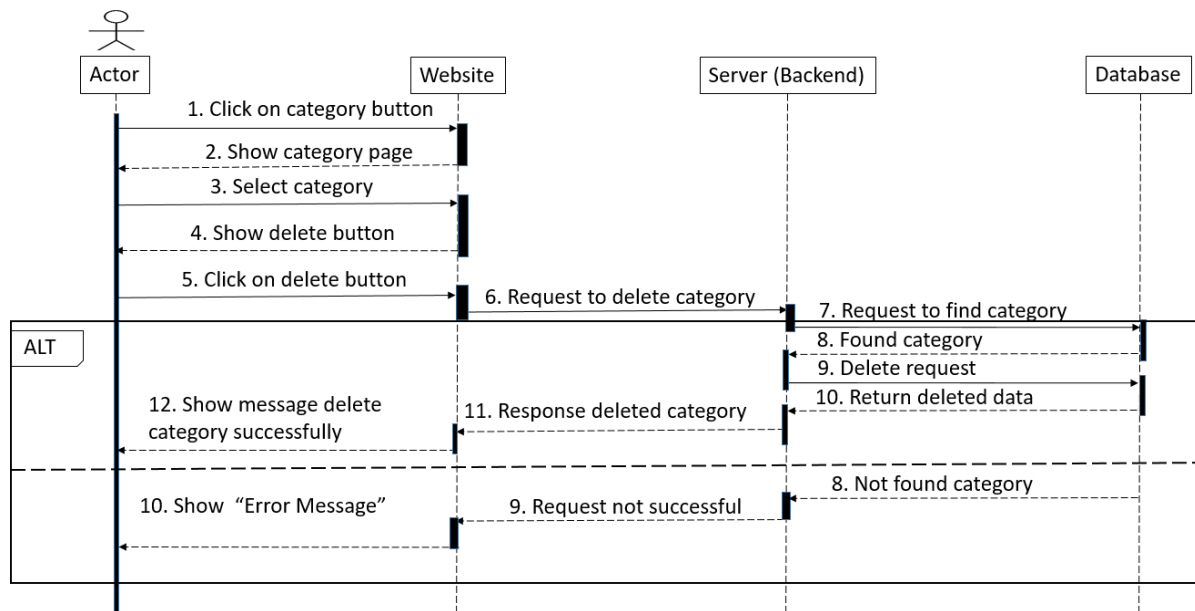 Actor
Website
Server (Backend)
Database
1. Click on category button
2. Show category page
3. Select category
4. Show delete button
5. Click on delete button
6. Request to delete category
7. Request to find category
ALT
8. Found category
9. Delete request
10. Return deleted data
11. Response deleted category
12. Show message delete
category successfully
8. Not found category
9. Request not successful
10. Show “Error Message”